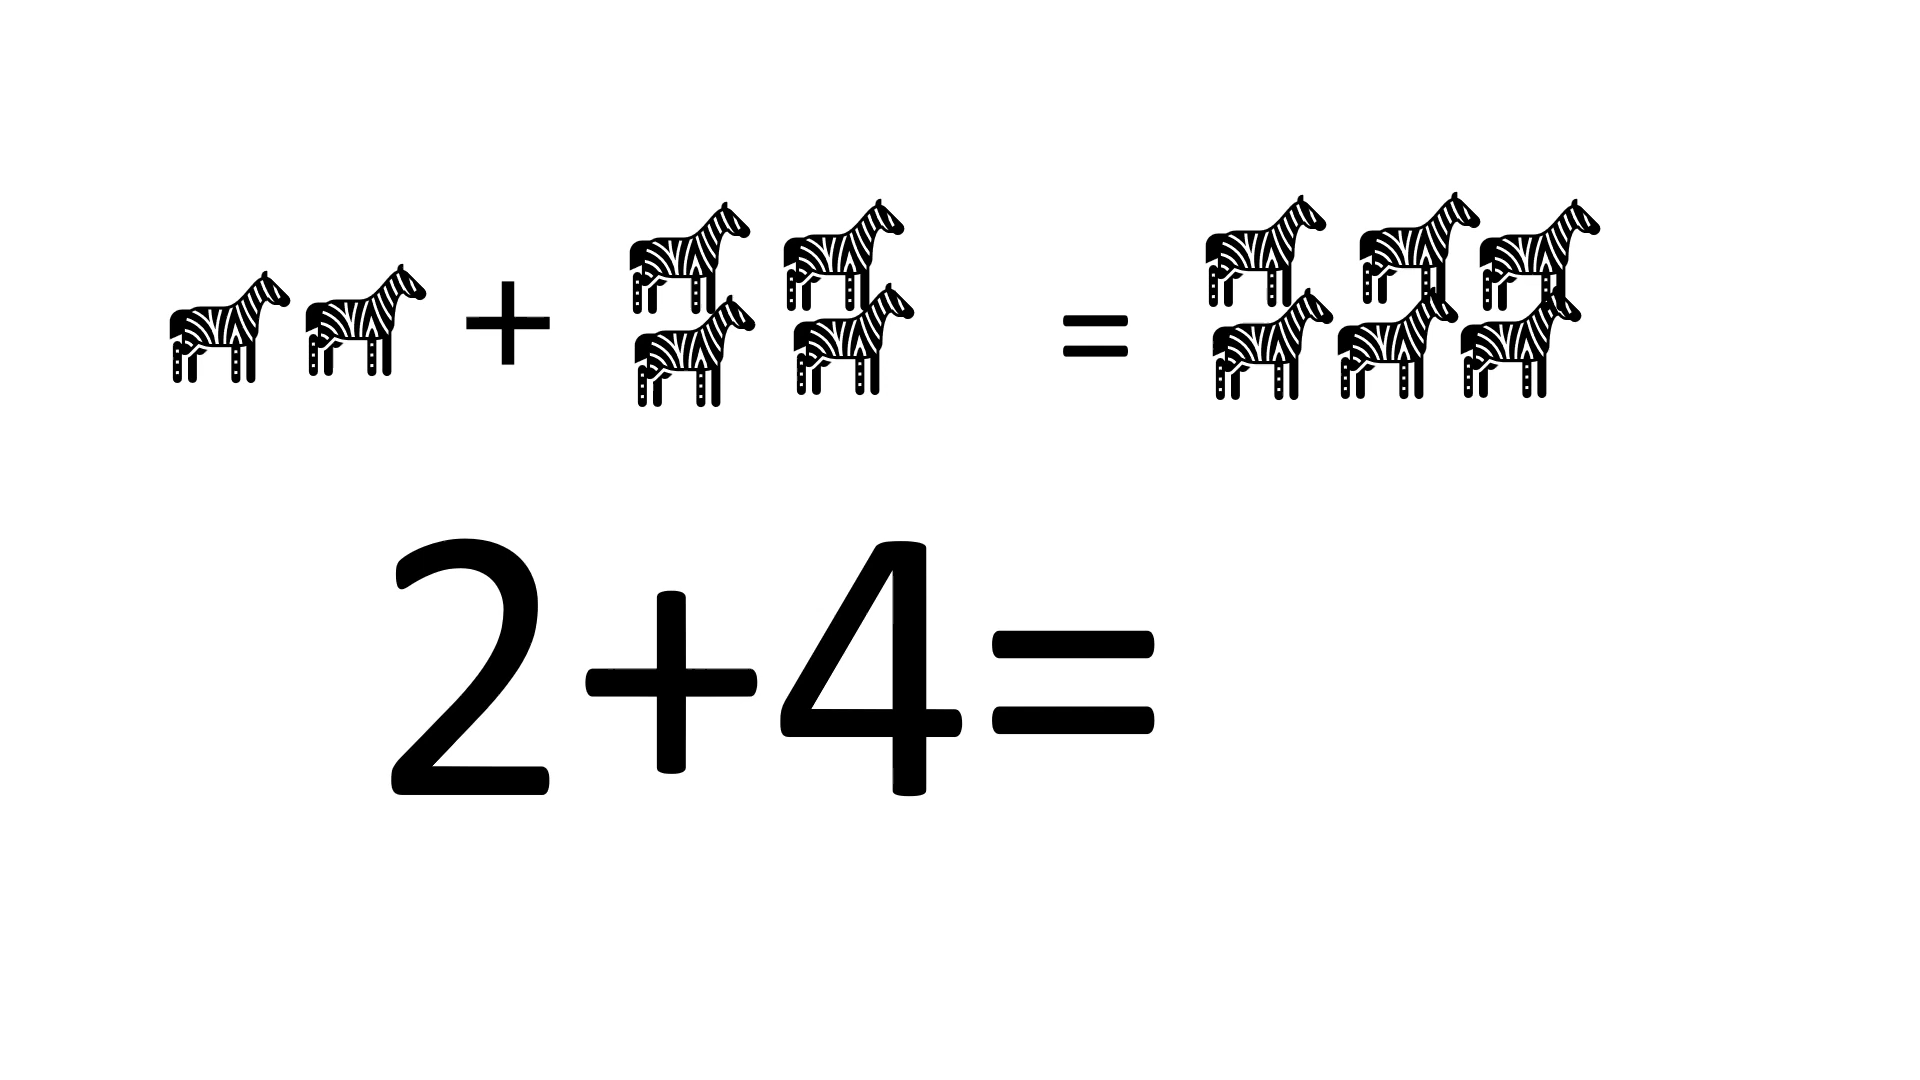 + =
2+4=